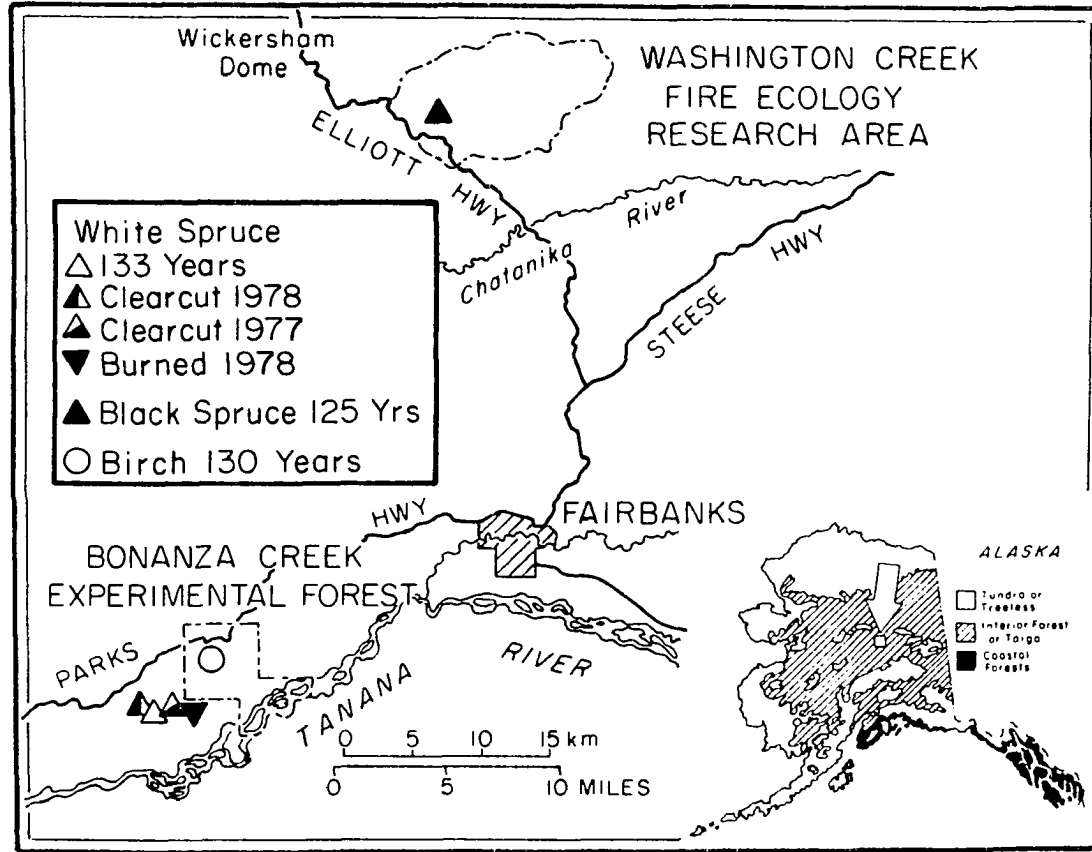 Wickersham
Dome
WASHINGTON CREEK
FIRE ECOLOGY
RESEARCH AREA
ELLIOTT HWY
River
Chatanika
STEESE HWY
White Spruce
133 Years
Clearcut 1978
Clearcut 1977
Burned 1978
Black Spruce 125 Yrs
Birch 130 Years
HWY
FAIRBANKS
BONANZA CREEK
EXPERIMENTAL FOREST
PARKS
TANANA
RIVER
0 5 10 15 km
0 5 10 MILES
ALASKA
Tundra or
Treeless
Interior Forest
or Taiga
Coastal
Forests